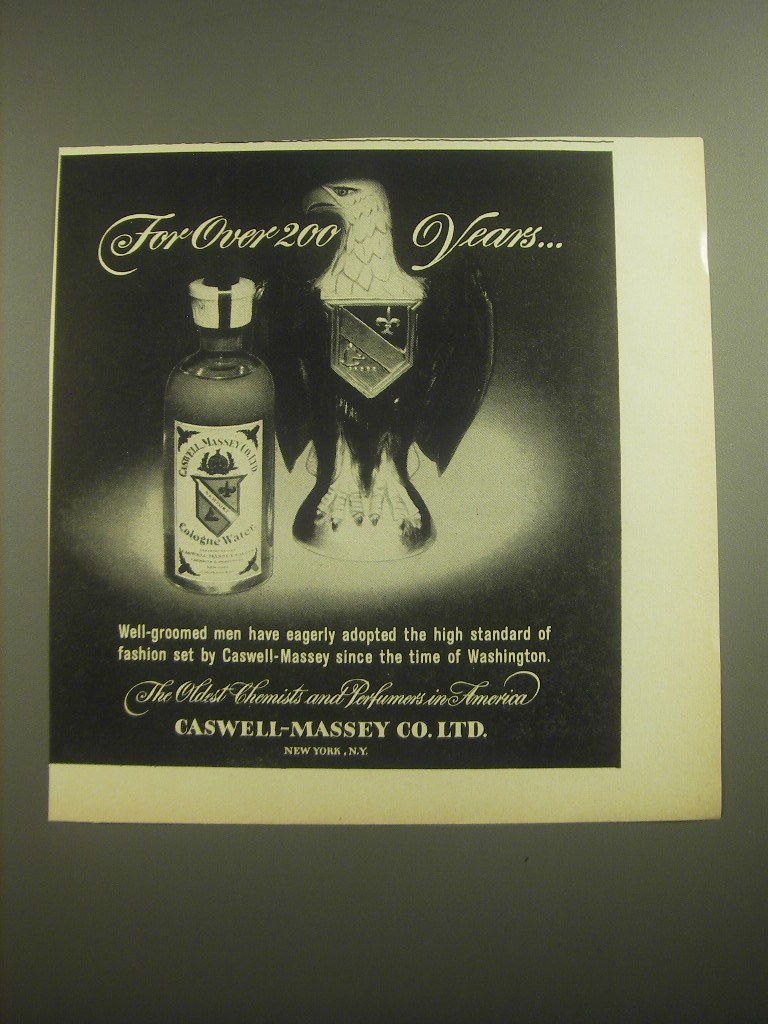 For Over 200 Years...
CASWELL-MASSEY CO. LTD.
Cologne Water
Well-groomed men have eagerly adopted the high standard of
fashion set by Caswell-Massey since the time of Washington.
The Oldest Chemists and Perfumers in America
CASWELL-MASSEY CO. LTD.
NEW YORK, N.Y.